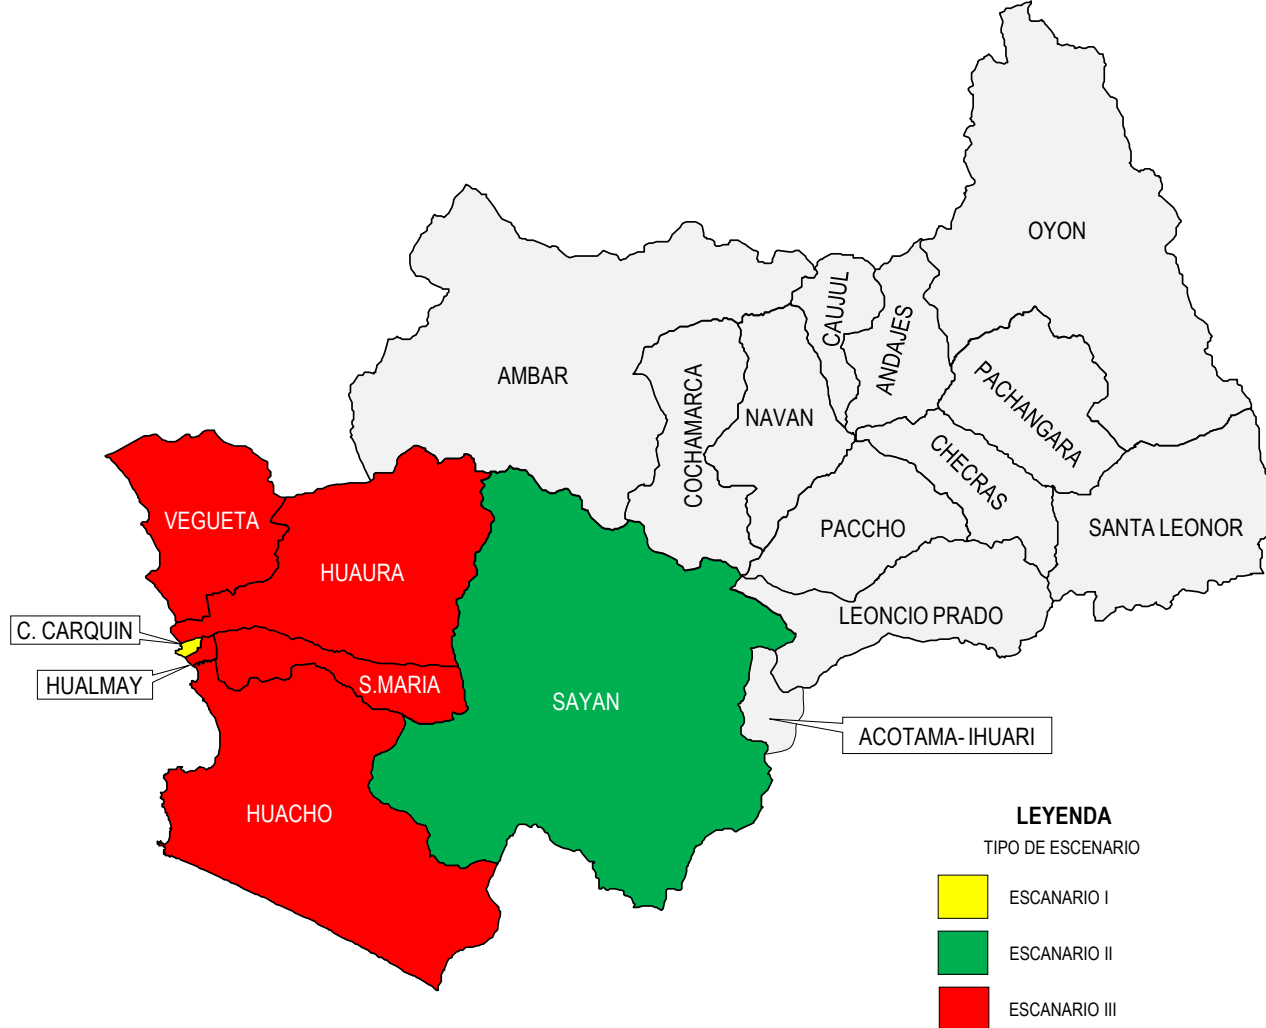 OYON
CAUJUL
ANDAJES
AMBAR
COCHAMARCA
NAVAN
PACHANGARA
CHECRAS
VEGUETA
HUAURA
PACCHO
SANTA LEONOR
LEONCIO PRADO
C. CARQUIN
HUALMAY
S.MARIA
SAYAN
ACOTAMA- IHUARI
HUACHO
LEYENDA
TIPO DE ESCENARIO
ESCANARIO I
ESCANARIO II
ESCANARIO III